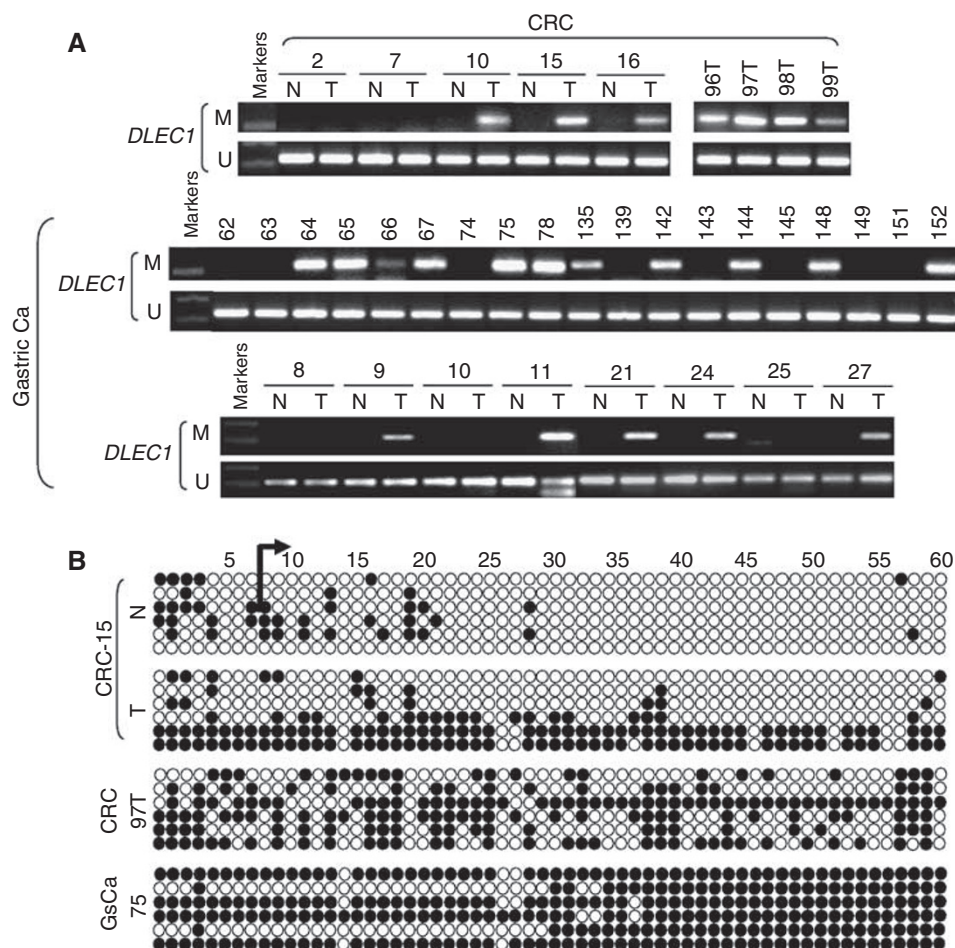 A
CRC
Markers 2 7 10 15 16 96T 97T 98T 99T
N T N T N T N T N T
DLEC1 M
U
Gastric Ca
Markers 62 63 64 65 66 67 74 75 78 135 139 142 143 144 145 148 149 151 152
DLEC1 M
U
Markers 8 9 10 11 21 24 25 27
N T N T N T N T N T N T N T N T
DLEC1 M
U
B
5 10 15 20 25 30 35 40 45 50 55 60
CRC-15
N
T
CRC
97T
GsCa
75